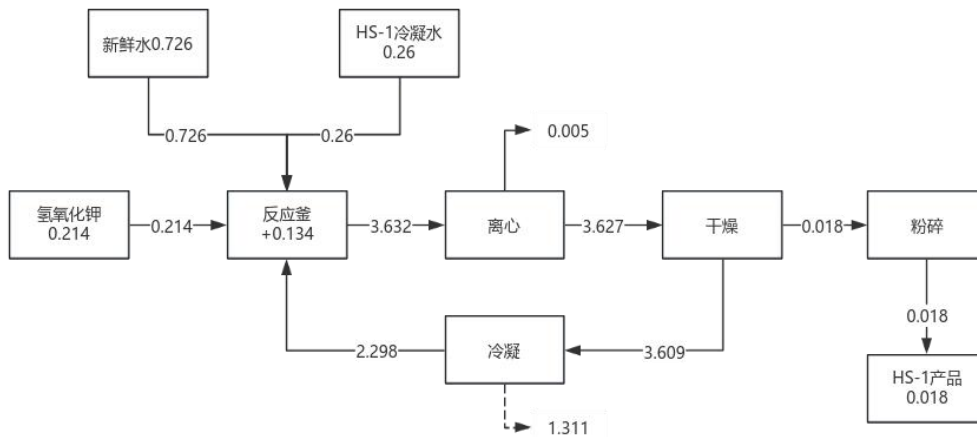 新鲜水0.726
HS-1冷凝水
0.26
0.726
0.26
0.005
氢氧化钾
0.214
0.214
反应釜
+0.134
3.632
离心
3.627
干燥
0.018
粉碎
2.298
冷凝
3.609
0.018
HS-1产品
0.018
1.311